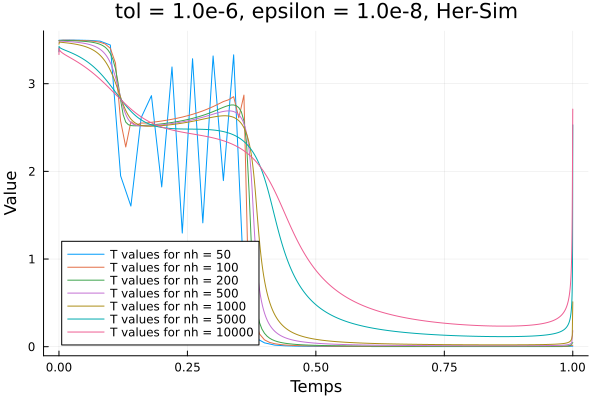 tol = 1.0e-6, epsilon = 1.0e-8, Her-Sim
Value
3
2
1
0
T values for nh = 50
T values for nh = 100
T values for nh = 200
T values for nh = 500
T values for nh = 1000
T values for nh = 5000
T values for nh = 10000
0.00
0.25
0.50
0.75
1.00
Temps